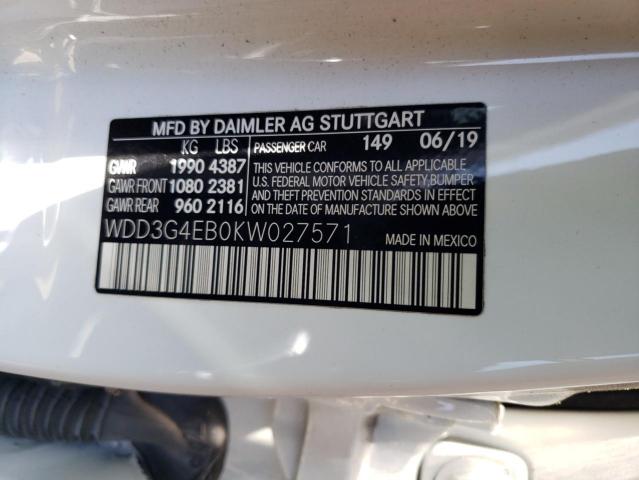 MFD BY DAIMLER AG STUTTGART
KG LBS PASSENGER CAR 149 06/19
GVWR 1990 4387 THIS VEHICLE CONFORMS TO ALL APPLICABLE
GAWR FRONT 1080 2381 U.S. FEDERAL MOTOR VEHICLE SAFETY, BUMPER
GAWR REAR 960 2116 AND THEFT PREVENTION STANDARDS IN EFFECT
WDD3G4EB0KW027571 ON THE DATE OF MANUFACTURE SHOWN ABOVE.
MADE IN MEXICO